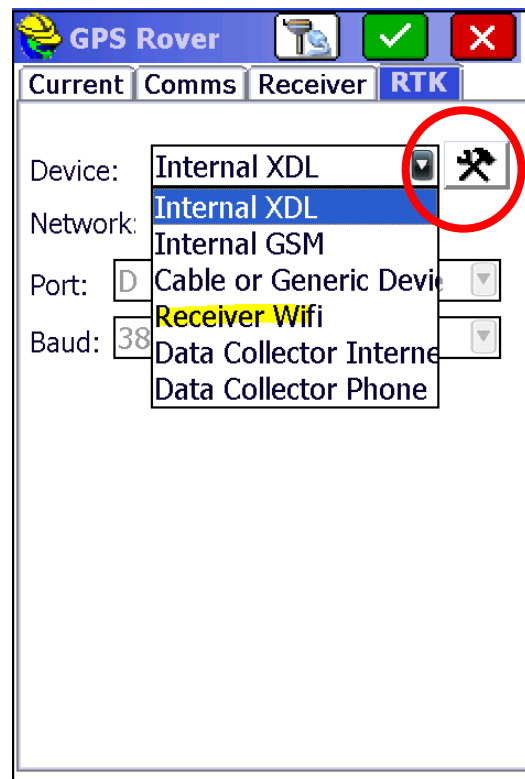 GPS Rover
Current Comms Receiver RTK
Device: Internal XDL
Internal XDL
Network:
Internal GSM
Port: D
Cable or Generic Devi
Receiver Wifi
Baud: 38
Data Collector Interne
Data Collector Phone